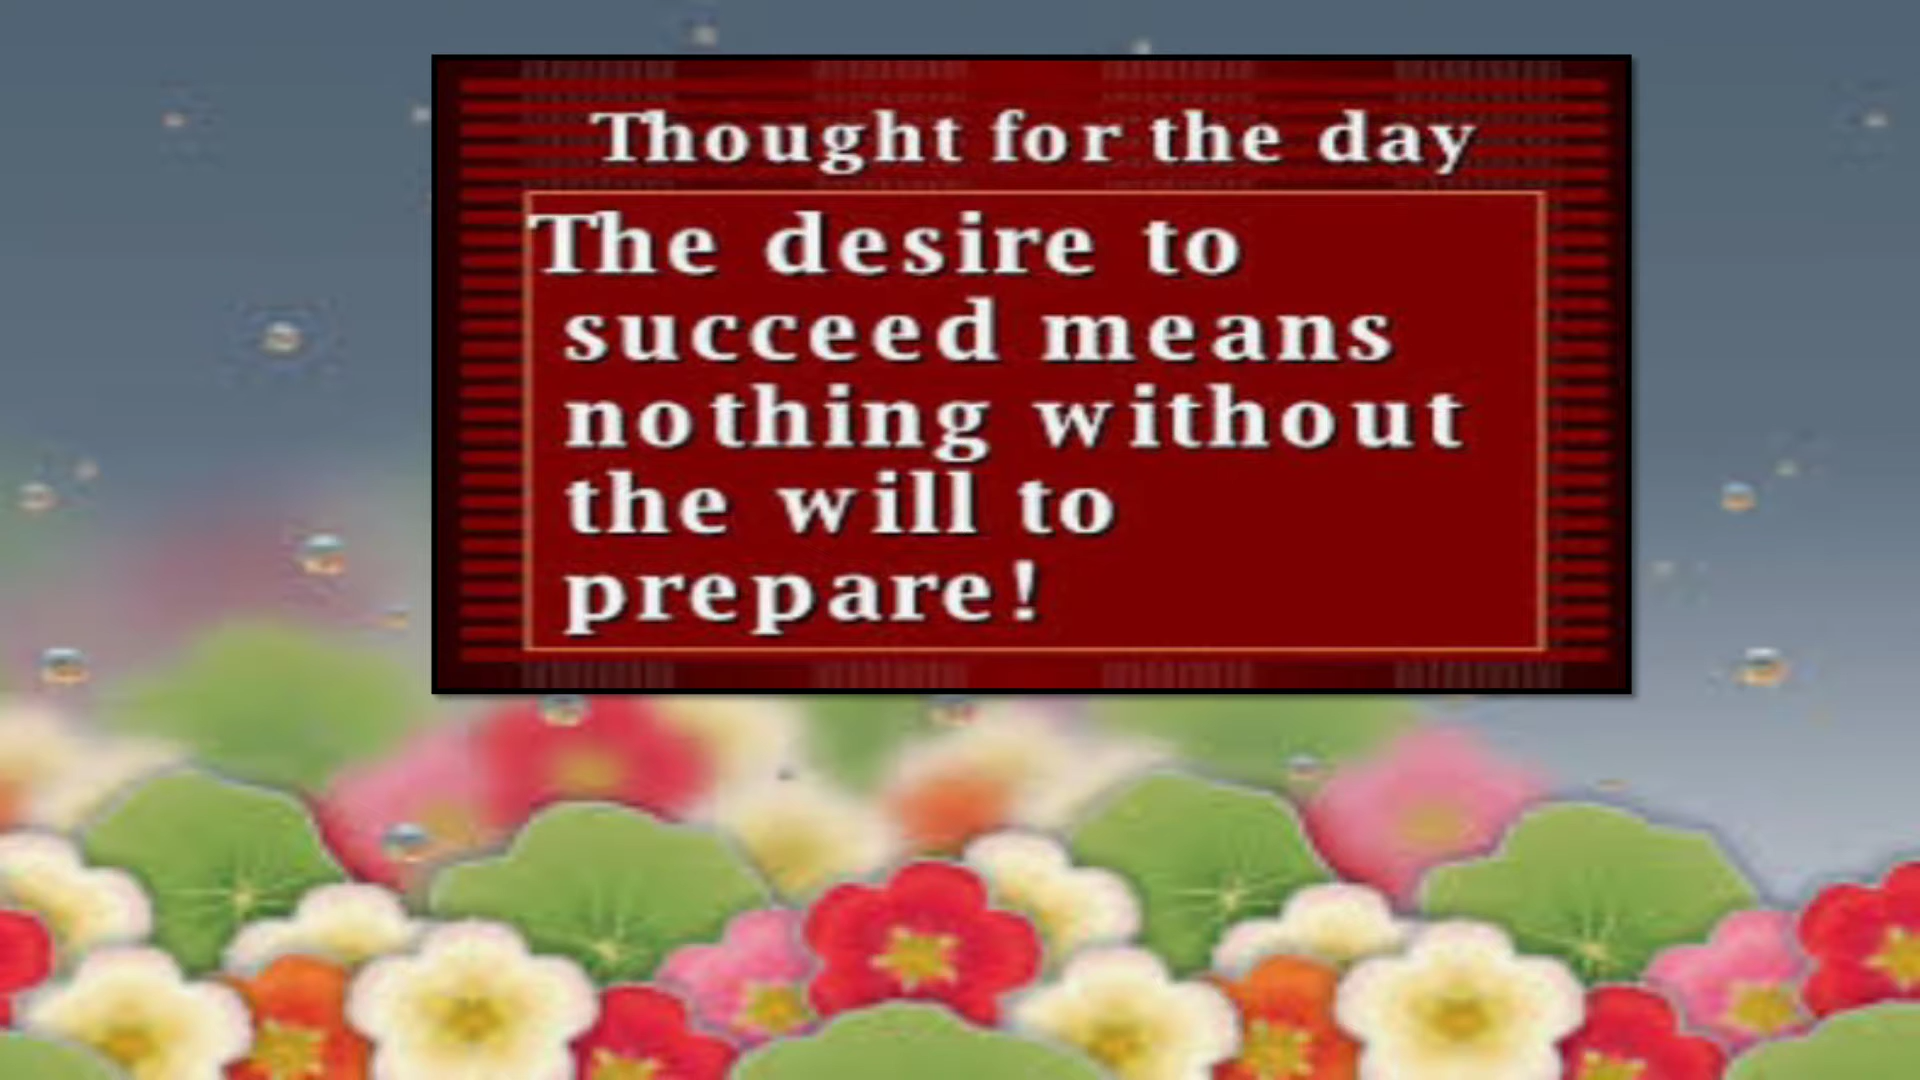 Thought for the day
The desire to
succeed means
nothing without
the will to
prepare!